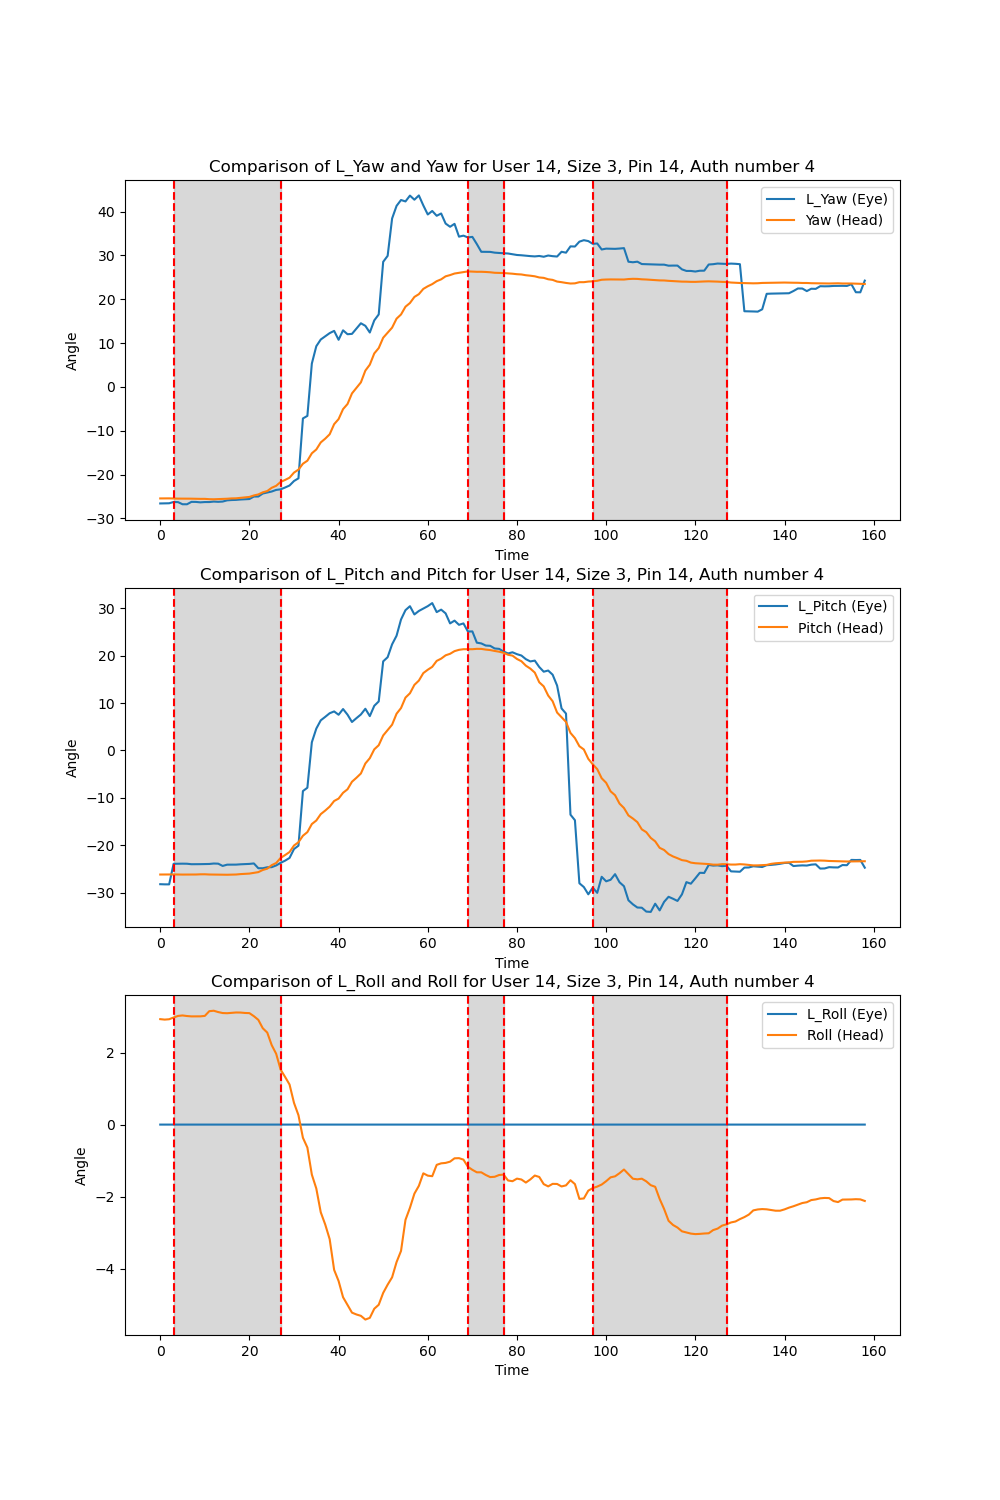 Comparison of L_Yaw and Yaw for User 14, Size 3, Pin 14, Auth number 4
L_Yaw (Eye)
Yaw (Head)
40
30
20
10
0
−10
−20
−30
Angle
0 20 40 60 80 100 120 140 160
Time
Comparison of L_Pitch and Pitch for User 14, Size 3, Pin 14, Auth number 4
L_Pitch (Eye)
Pitch (Head)
30
20
10
0
−10
−20
−30
Angle
0 20 40 60 80 100 120 140 160
Time
Comparison of L_Roll and Roll for User 14, Size 3, Pin 14, Auth number 4
L_Roll (Eye)
Roll (Head)
2
0
−2
−4
Angle
0 20 40 60 80 100 120 140 160
Time